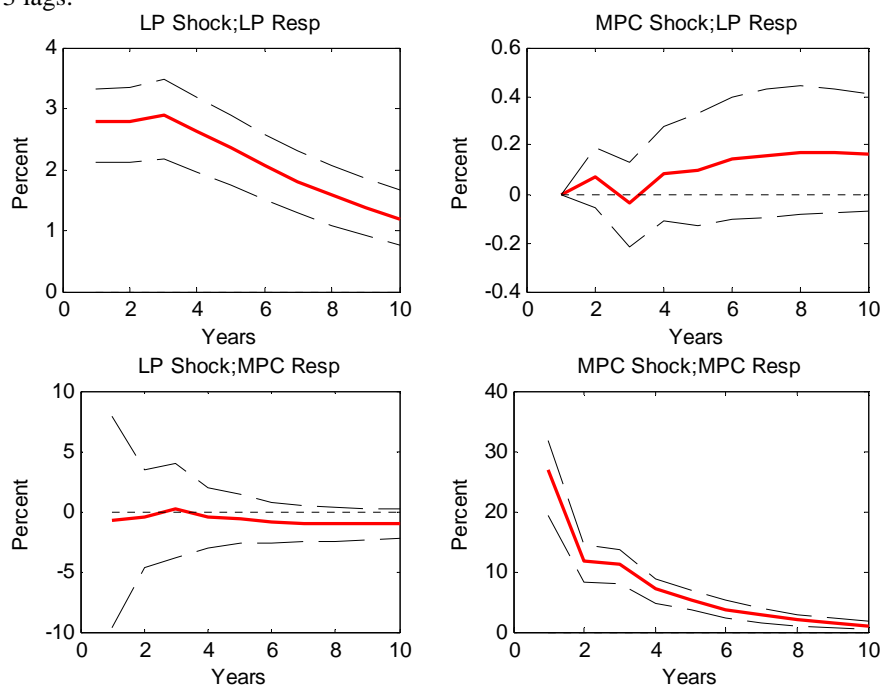 3 lags.
LP Shock;LP Resp
4
3
2
1
0
Percent
0 2 4 6 8 10
Years
MPC Shock;LP Resp
0.6
0.4
0.2
0
-0.2
-0.4
Percent
0 2 4 6 8 10
Years
LP Shock;MPC Resp
10
5
0
-5
-10
Percent
0 2 4 6 8 10
Years
MPC Shock;MPC Resp
40
30
20
10
0
Percent
0 2 4 6 8 10
Years